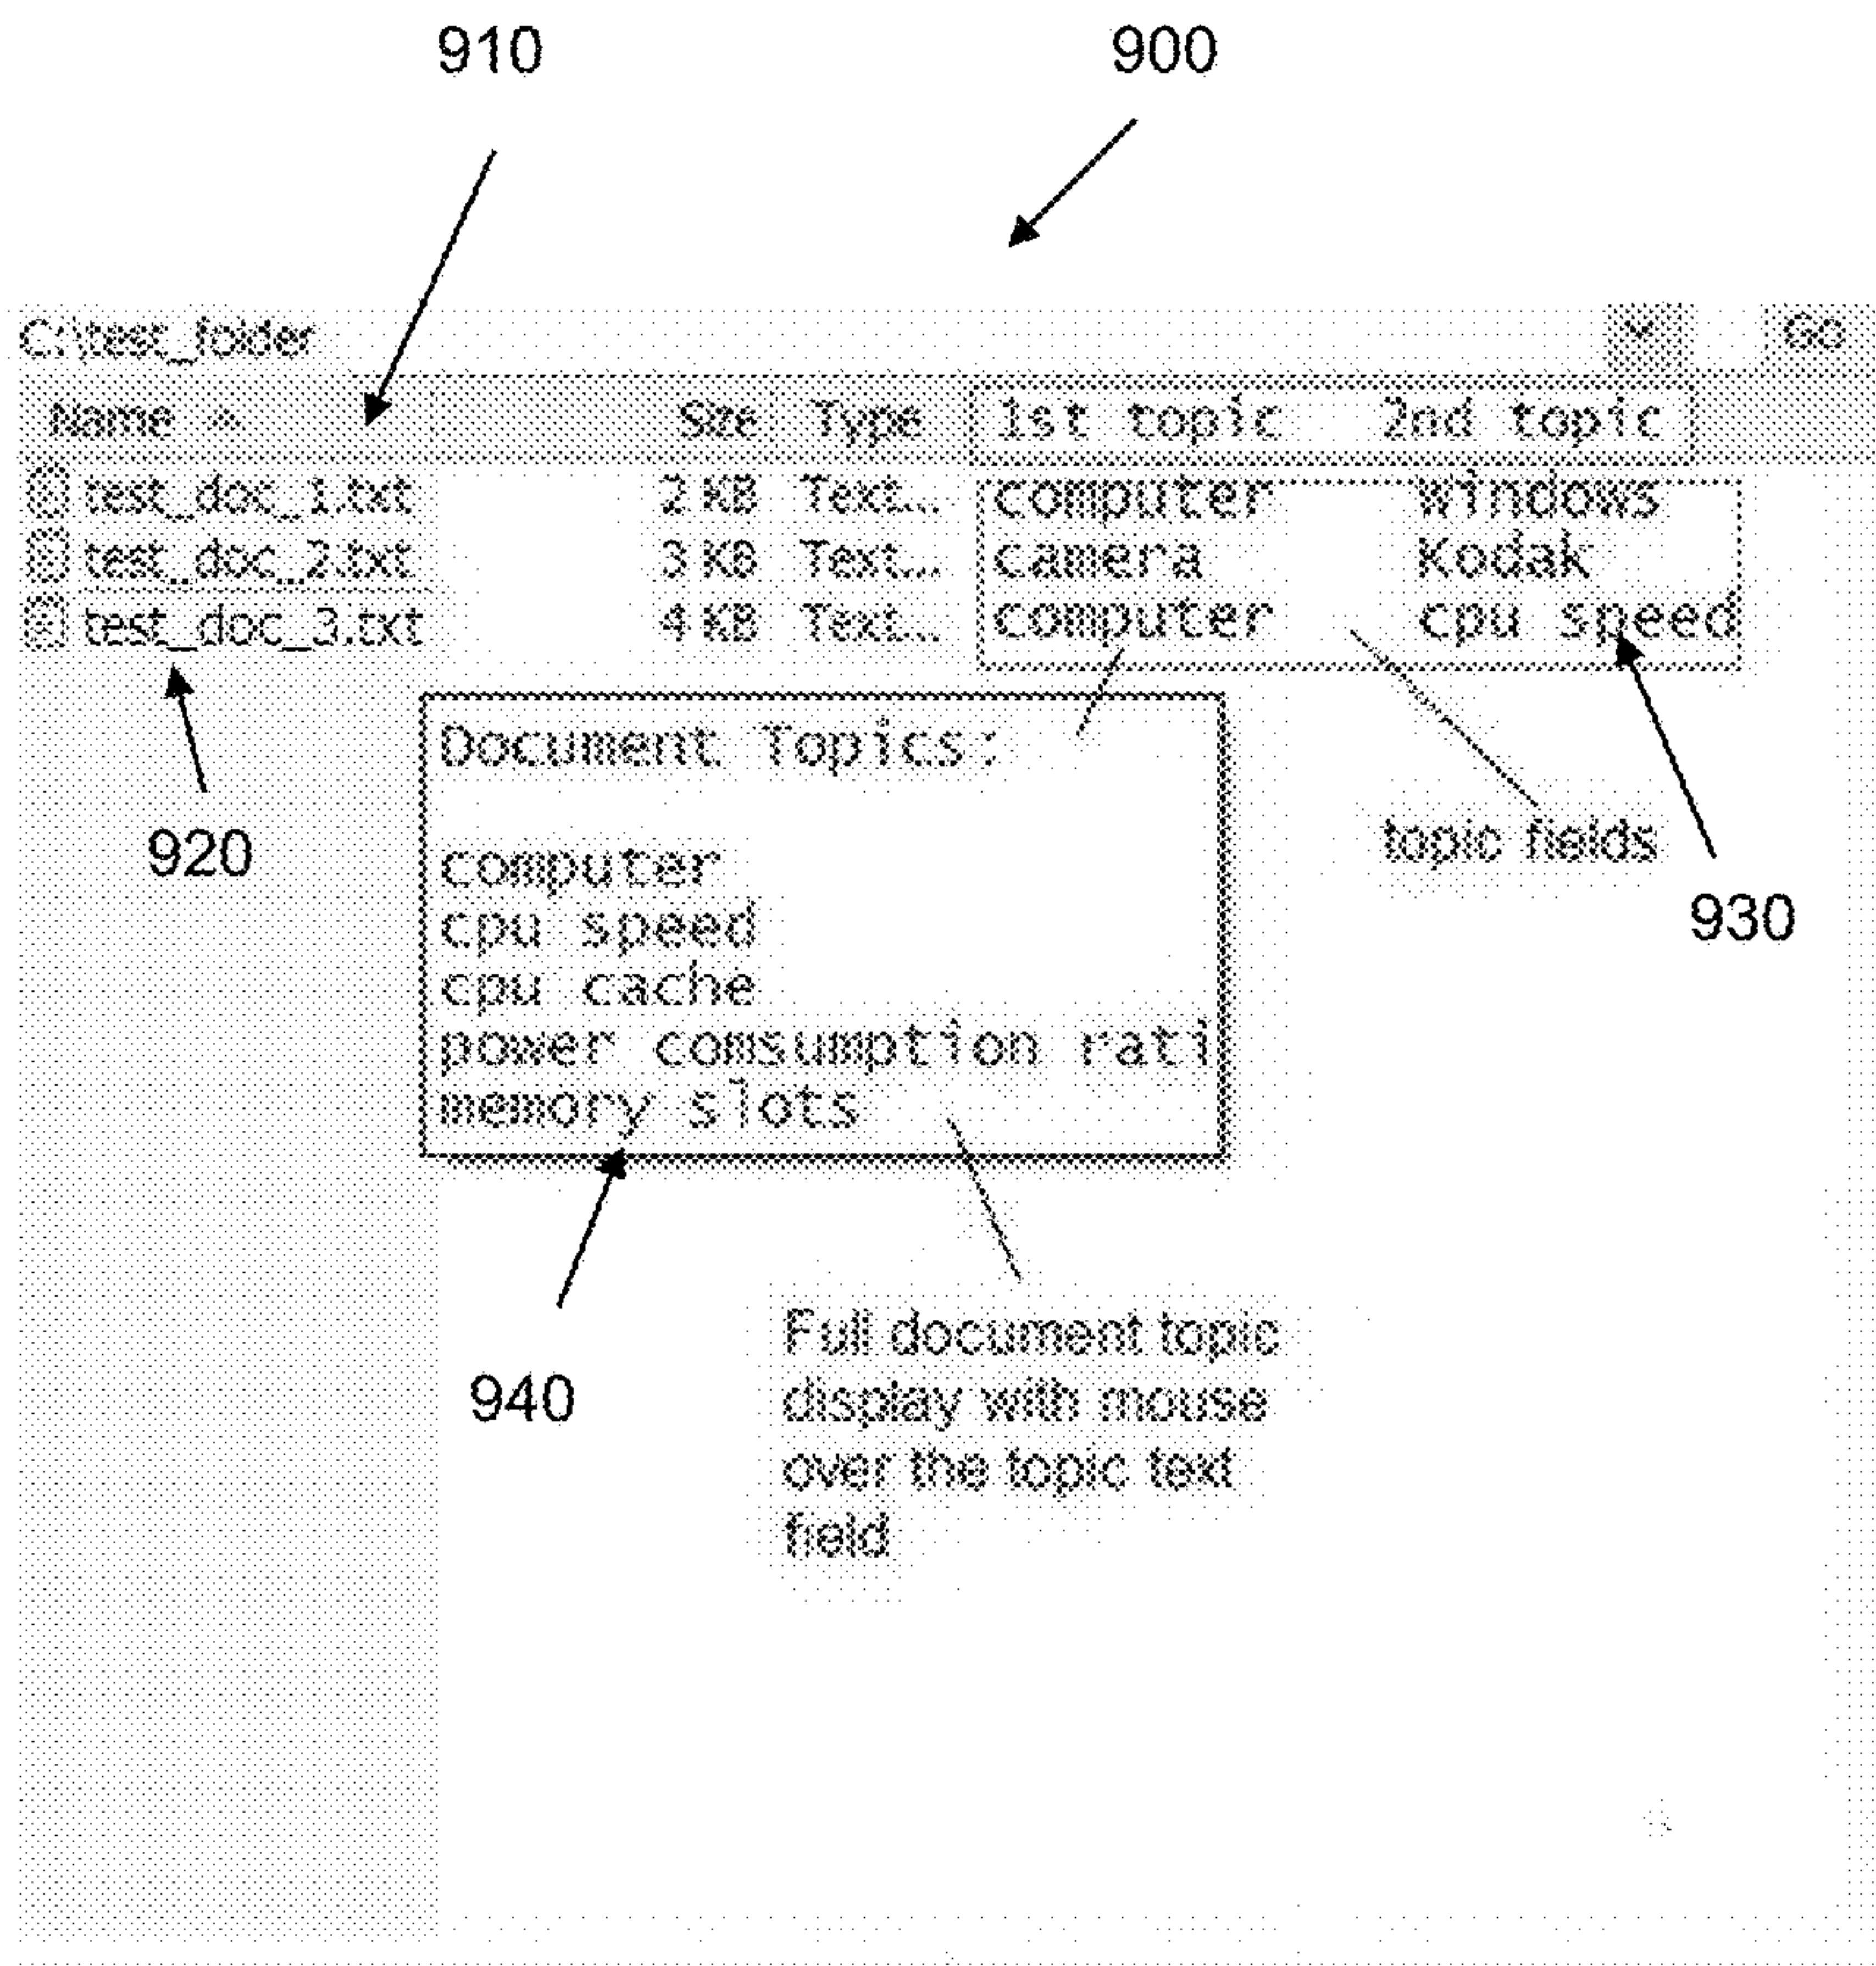 910 900
C:\test_folder Go
Name Size Type 1st topic 2nd topic
test_doc_1.txt 2 KB Text... computer windows
test_doc_2.txt 3 KB Text... camera Kodak
test_doc_3.txt 4 KB Text... computer cpu speed
Document Topics:
920 topic fields
computer
930
cpu speed
cpu cache
power comsumption rati
memory slots
Full document topic
940 display with mouse
over the topic text
field